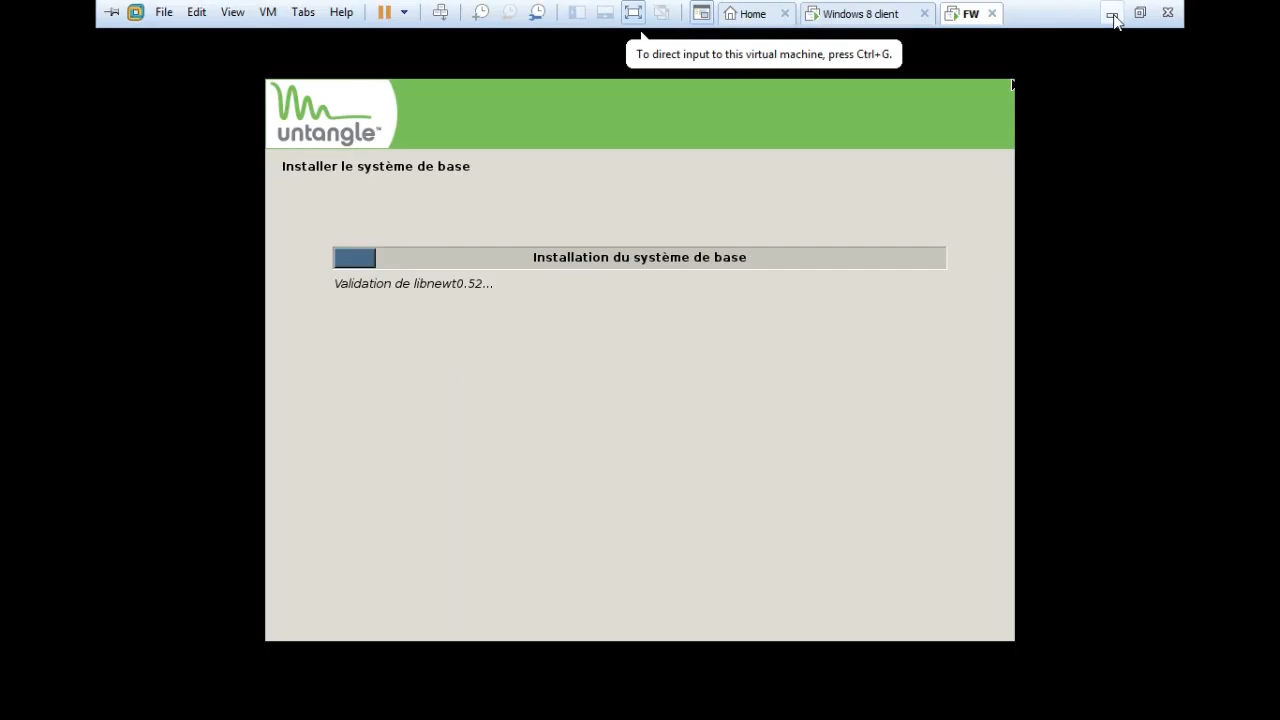 File Edit View VM Tabs Help Home Windows 8 client FW
To direct input to this virtual machine, press Ctrl+G.
untangle™
Installer le système de base
Installation du système de base
Validation de libnewt0.52...